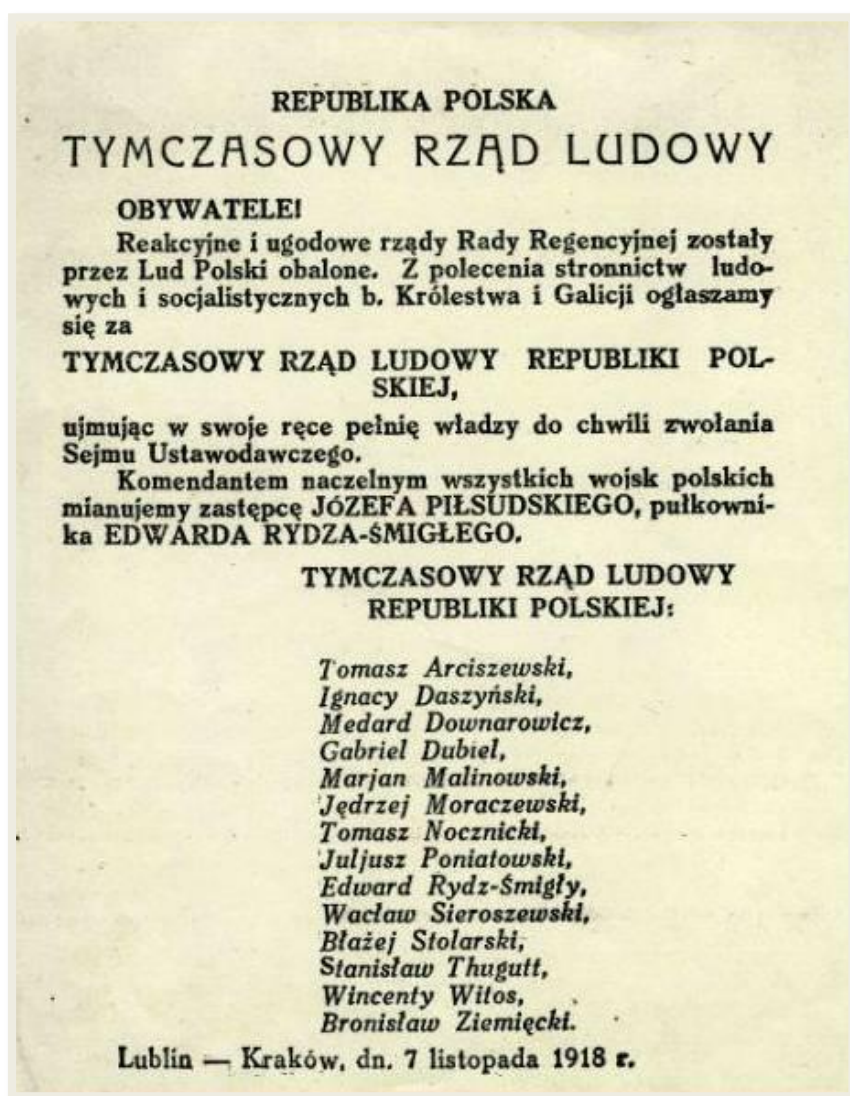 REPUBLIKA POLSKA
TYMCZASOWY RZĄD LUDOWY
OBYWATELE!
Reakcyjne i ugodowe rządy Rady Regencyjnej zostały
przez Lud Polski obalone. Z polecenia stronnictw ludo-
wych i socjalistycznych b. Królestwa i Galicji ogłaszamy
się za
TYMCZASOWY RZĄD LUDOWY REPUBLIKI POL-
SKIEJ,
ujmując w swoje ręce pełnię władzy do chwili zwołania
Sejmu Ustawodawczego.
Komendantem naczelnym wszystkich wojsk polskich
mianujemy zastępcę JÓZEFA PIŁSUDSKIEGO, pułkowni-
ka EDWARDA RYDZA-ŚMIGŁEGO.
TYMCZASOWY RZĄD LUDOWY
REPUBLIKI POLSKIEJ:
Tomasz Arciszewski,
Ignacy Daszyński,
Medard Downarowicz,
Gabriel Dubiel,
Marjan Malinowski,
Jędrzej Moraczewski,
Tomasz Nocznicki,
Juljusz Poniatowski,
Edward Rydz-Śmigły,
Wacław Sieroszewski,
Błażej Stolarski,
Stanisław Thugutt,
Wincenty Witos,
Bronisław Ziemięcki.
Lublin — Kraków, dn. 7 listopada 1918 r.